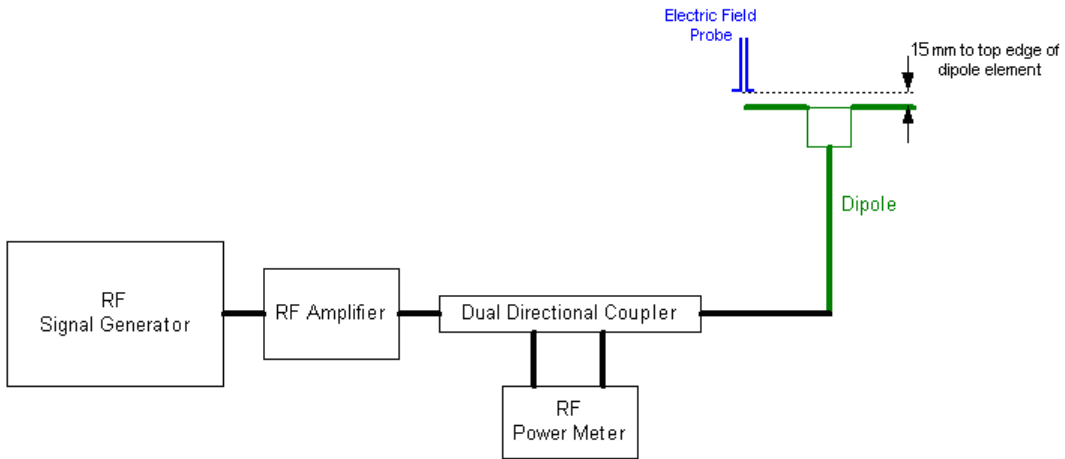 Electric Field
Probe
15 mm to top edge of
dipole element
Dipole
RF
Signal Generator
RF Amplifier
Dual Directional Coupler
RF
Power Meter